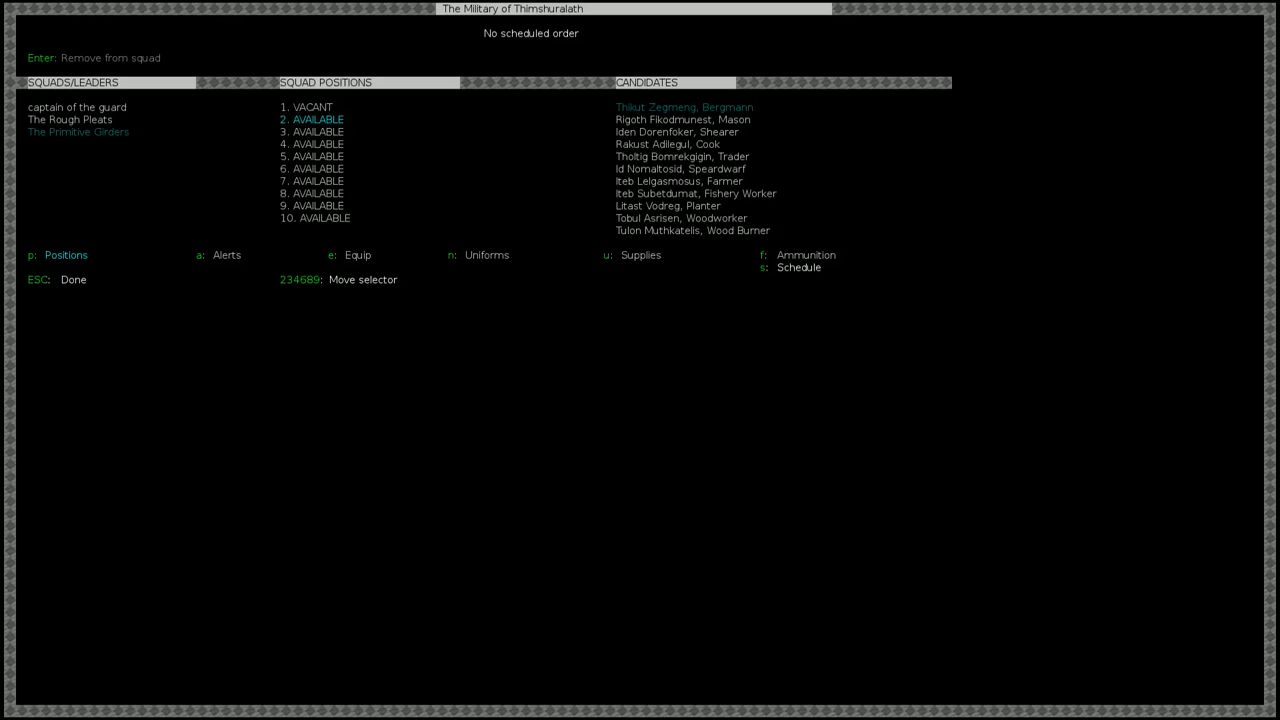 The Military of Thimshuralath
No scheduled order
Enter: Remove from squad
SQUADS/LEADERS SQUAD POSITIONS CANDIDATES
captain of the guard 1. VACANT Thikut Zegmeng, Bergmann
The Rough Pleats 2. AVAILABLE Rigoth Fikodmunest, Mason
The Primitive Girders 3. AVAILABLE Iden Dorenfoker, Shearer
4. AVAILABLE Rakust Adilegul, Cook
5. AVAILABLE Tholtig Bomrekgigin, Trader
6. AVAILABLE Id Nomaltosid, Speardwarf
7. AVAILABLE Iteb Lelgasmosus, Farmer
8. AVAILABLE Iteb Subetdumat, Fishery Worker
9. AVAILABLE Litast Vodreg, Planter
10. AVAILABLE Tobul Asrisen, Woodworker
Tulon Muthkatelis, Wood Burner
p: Positions a: Alerts e: Equip n: Uniforms u: Supplies f: Ammunition
s: Schedule
ESC: Done 234689: Move selector